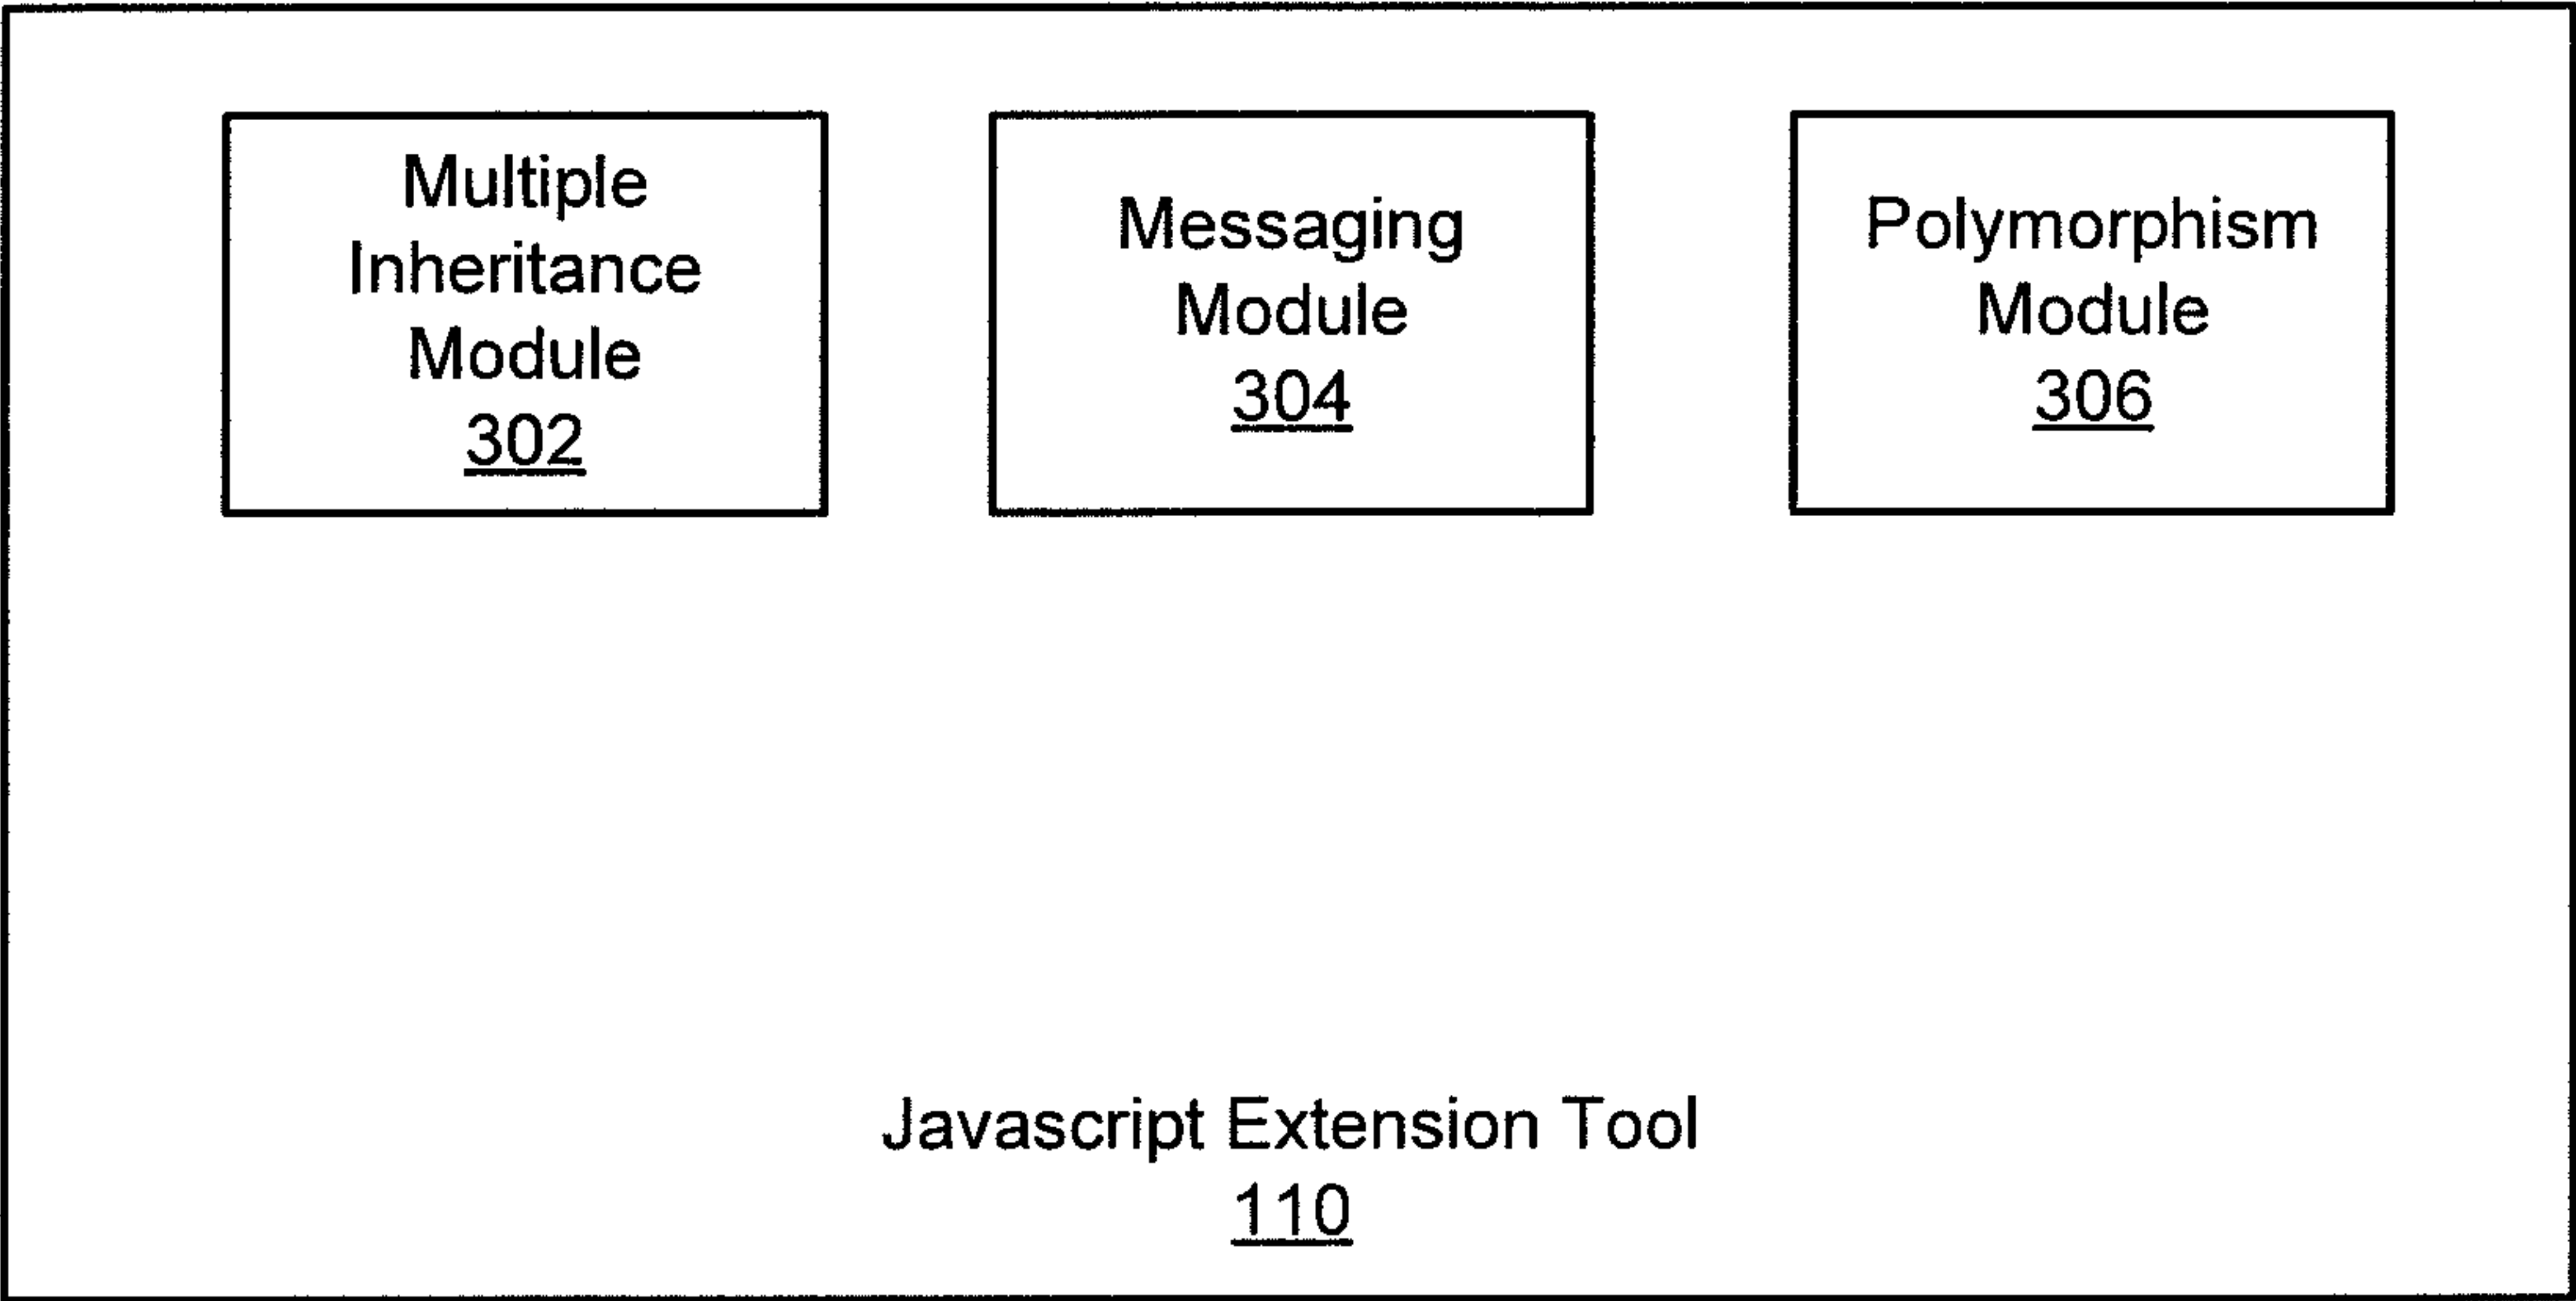 Multiple
Inheritance
Module
302
Messaging
Module
304
Polymorphism
Module
306
Javascript Extension Tool
110